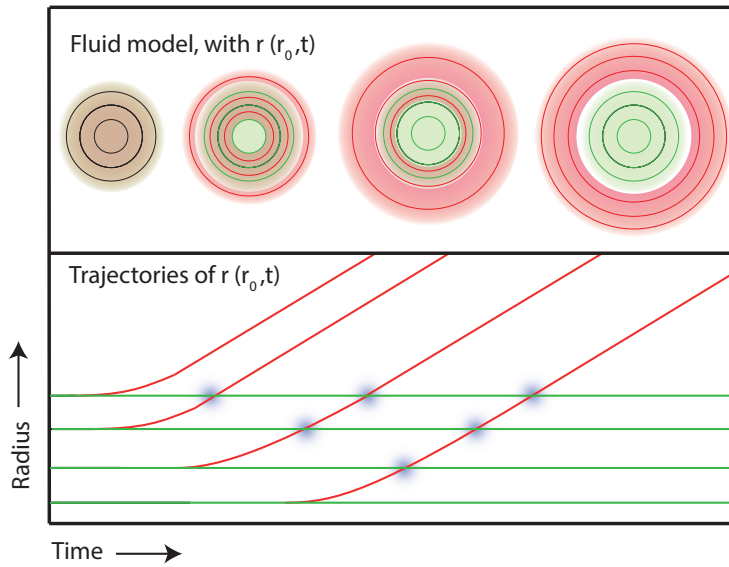 Fluid model, with r (r₀,t)
Trajectories of r (r₀,t)
Radius
Time